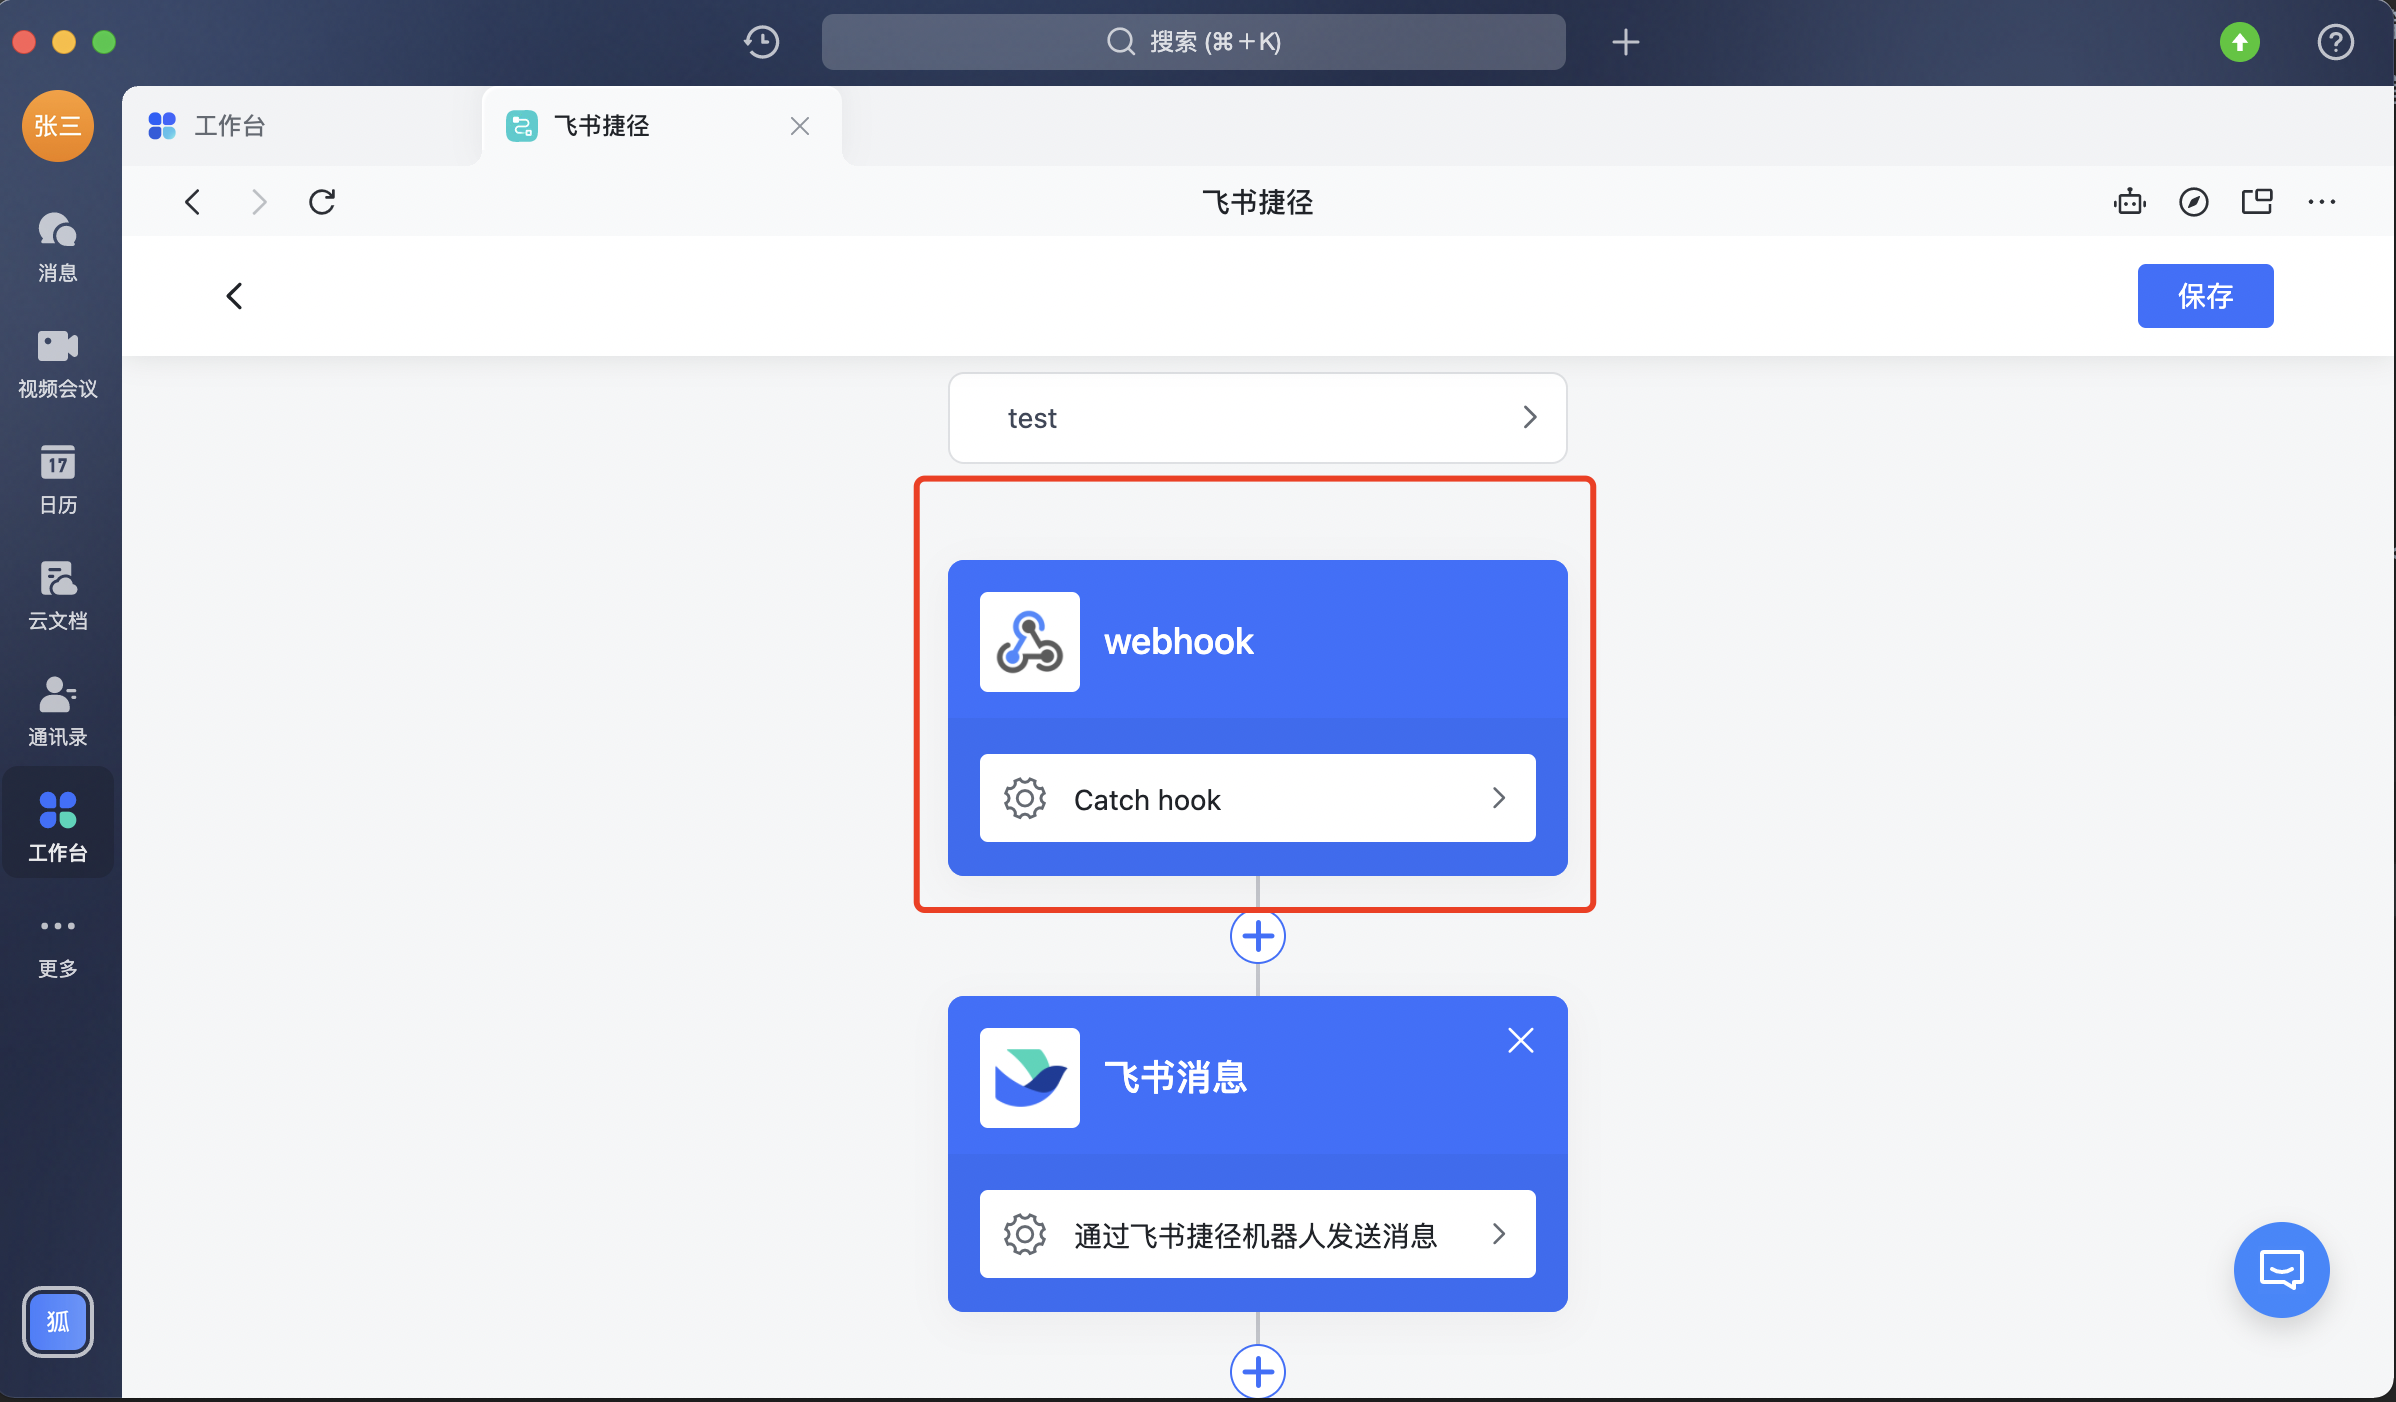 搜索 (⌘+K)
张三
工作台
飞书捷径
飞书捷径
消息
保存
视频会议
test
17
日历
webhook
云文档
通讯录
Catch hook
工作台
更多
飞书消息
通过飞书捷径机器人发送消息
狐